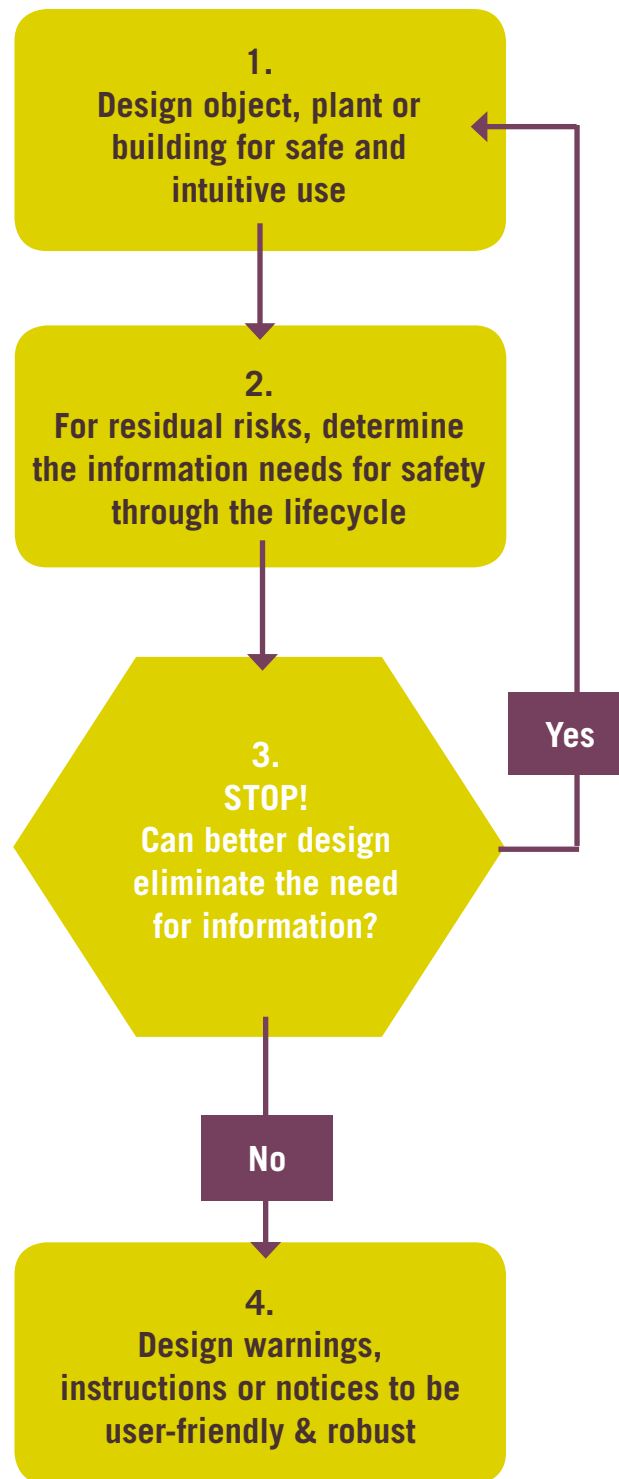 1.
Design object, plant or
building for safe and
intuitive use
2.
For residual risks, determine
the information needs for safety
through the lifecycle
3.
STOP!
Can better design
eliminate the need
for information?
Yes
No
4.
Design warnings,
instructions or notices to be
user-friendly & robust